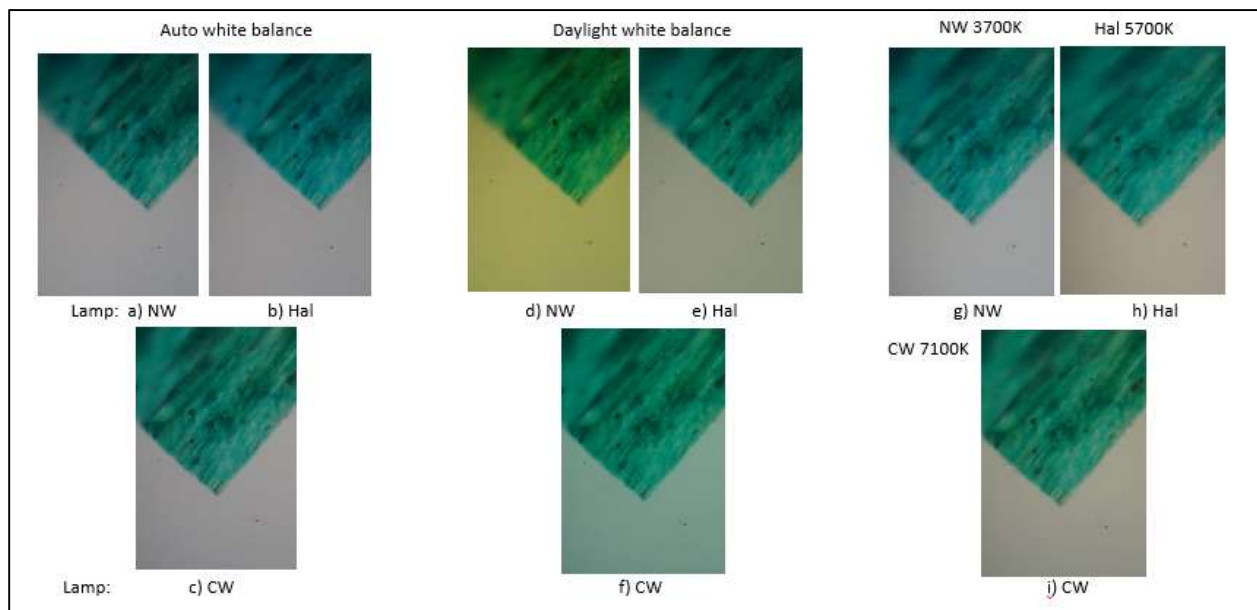 Auto white balance
Daylight white balance
NW 3700K
Hal 5700K
Lamp: a) NW
b) Hal
d) NW
e) Hal
g) NW
h) Hal
CW 7100K
Lamp:
c) CW
f) CW
i) CW